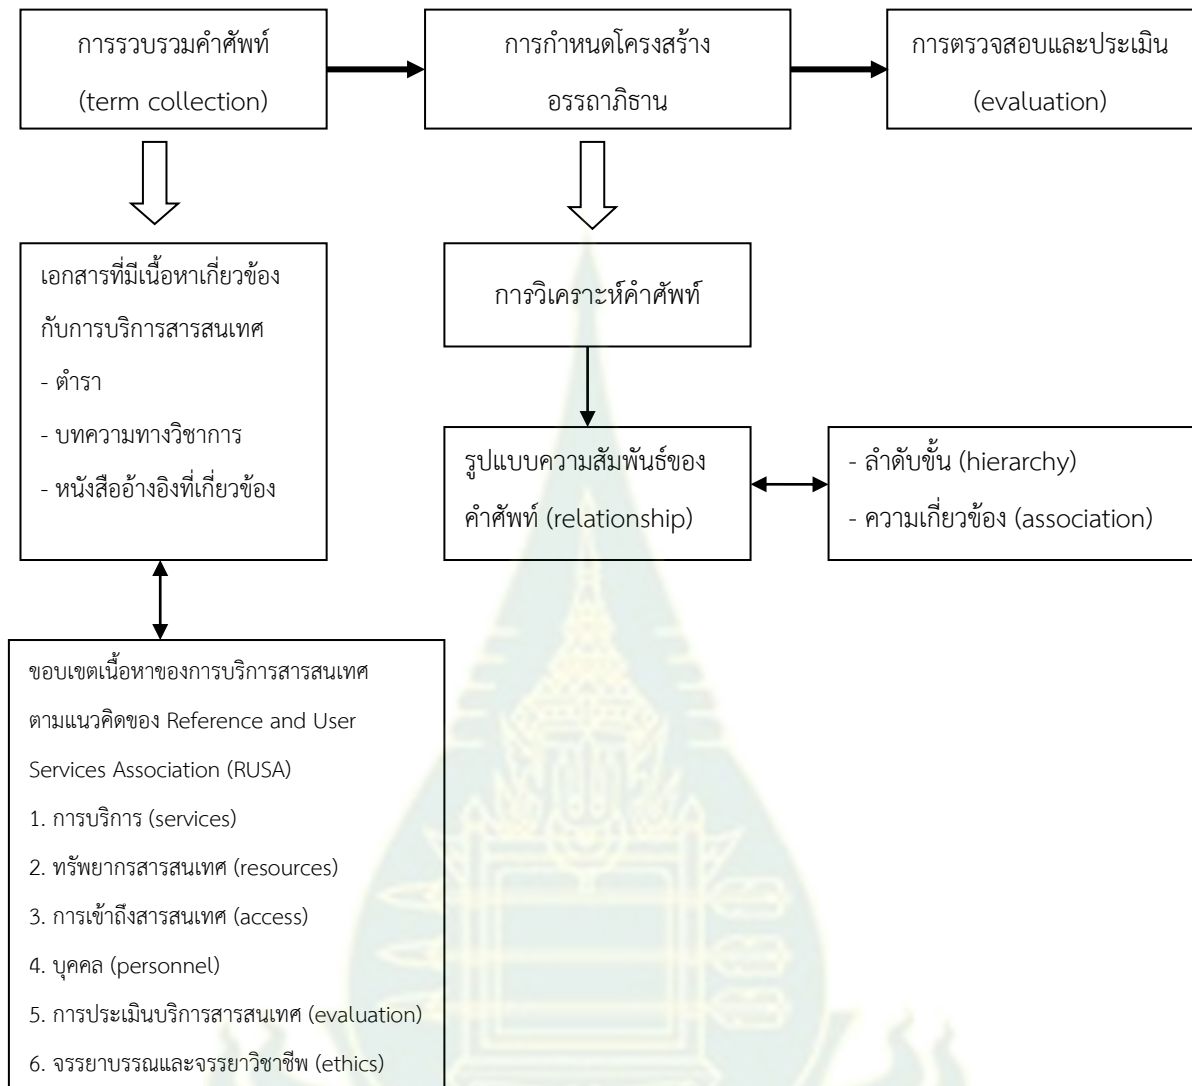 การรวบรวมคำศัพท์
(term collection)
การกำหนดโครงสร้าง
อรรถาภิธาน
การตรวจสอบและประเมิน
(evaluation)
เอกสารที่มีเนื้อหาเกี่ยวข้อง
กับการบริการสารสนเทศ
- ตำรา
- บทความทางวิชาการ
- หนังสืออ้างอิงที่เกี่ยวข้อง
การวิเคราะห์คำศัพท์
รูปแบบความสัมพันธ์ของ
คำศัพท์ (relationship)
- ลำดับขั้น (hierarchy)
- ความเกี่ยวข้อง (association)
ขอบเขตเนื้อหาของการบริการสารสนเทศ
ตามแนวคิดของ Reference and User
Services Association (RUSA)
1. การบริการ (services)
2. ทรัพยากรสารสนเทศ (resources)
3. การเข้าถึงสารสนเทศ (access)
4. บุคคล (personnel)
5. การประเมินบริการสารสนเทศ (evaluation)
6. จรรยาบรรณและจรรยาวิชาชีพ (ethics)